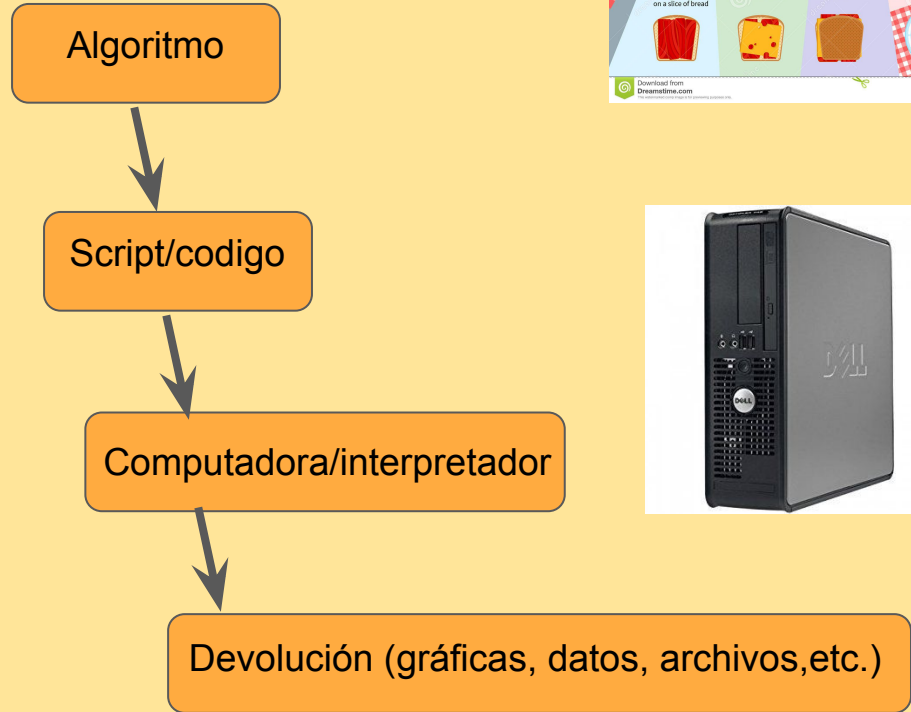 on a slice of bread
Download from
Dreamstime.com
Algoritmo
Script/codigo
DELL
DELL
Computadora/interpretador
Devolución (gráficas, datos, archivos,etc.)